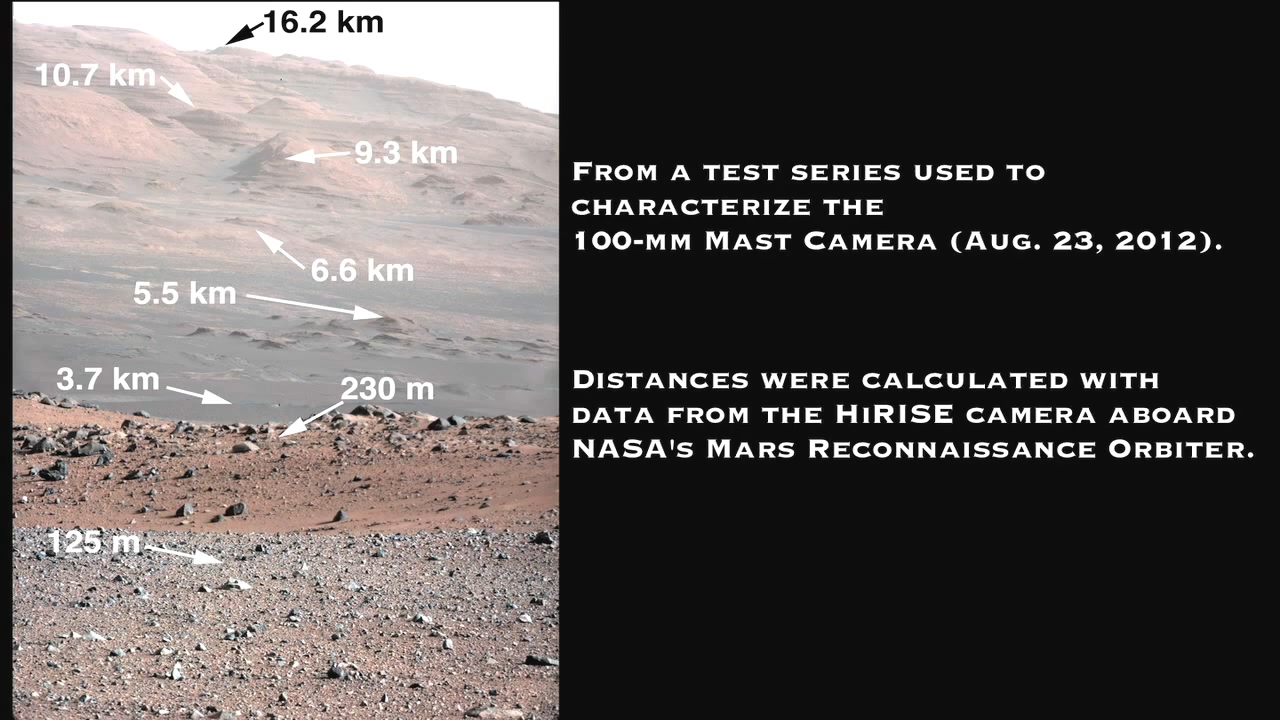 16.2 km
10.7 km
9.3 km
6.6 km
5.5 km
3.7 km
230 m
125 m
From a test series used to
characterize the
100-mm Mast Camera (Aug. 23, 2012).
Distances were calculated with
data from the HiRISE camera aboard
NASA's Mars Reconnaissance Orbiter.